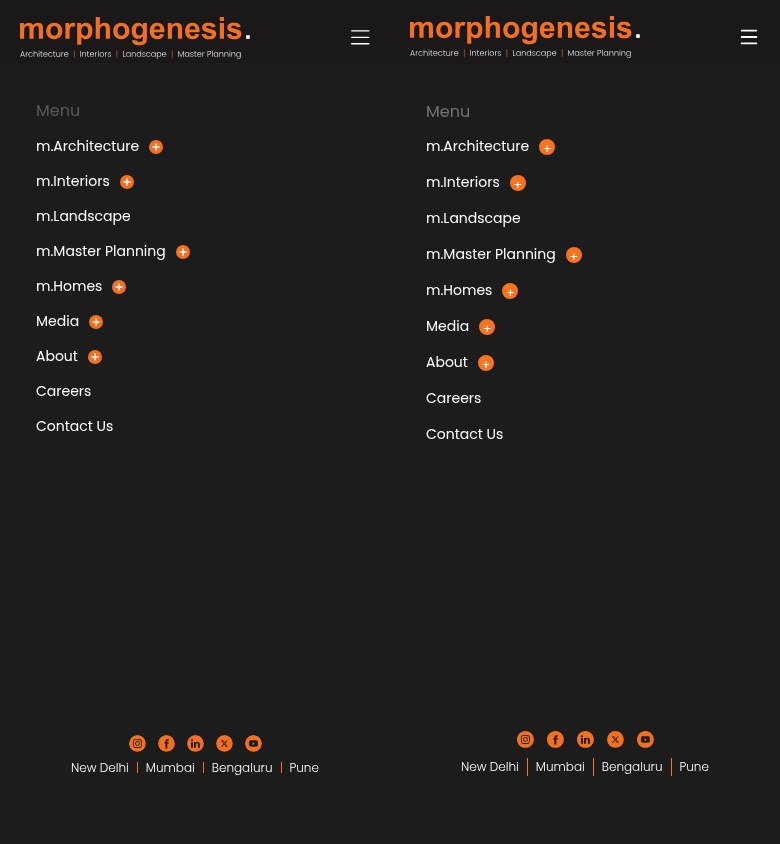 morphogenesis.
Architecture | Interiors | Landscape | Master Planning
Menu
m.Architecture
m.Interiors
m.Landscape
m.Master Planning
m.Homes
Media
About
Careers
Contact Us
New Delhi | Mumbai | Bengaluru | Pune
morphogenesis.
Architecture | Interiors | Landscape | Master Planning
Menu
m.Architecture
m.Interiors
m.Landscape
m.Master Planning
m.Homes
Media
About
Careers
Contact Us
New Delhi | Mumbai | Bengaluru | Pune